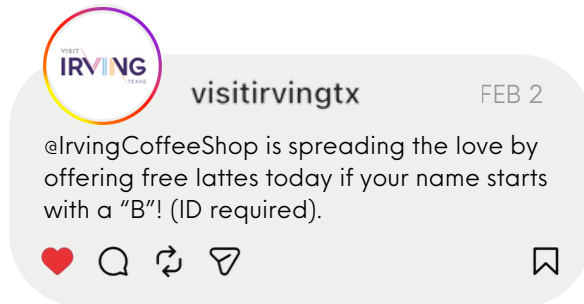 VISIT
IRVING
TEXAS
visitirvingtx
FEB 2
@IrvingCoffeeShop is spreading the love by
offering free lattes today if your name starts
with a “B”! (ID required).